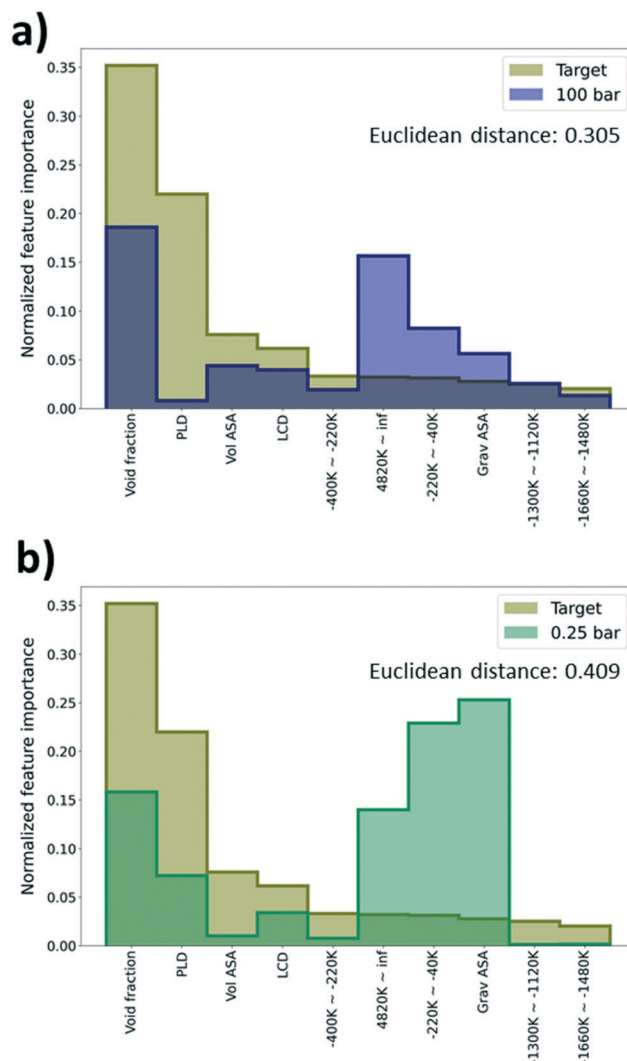 a)
0.35
0.30
0.25
0.20
0.15
0.10
0.05
0.00
Normalized feature importance
Target
100 bar
Euclidean distance: 0.305
Void fraction
PLD
Vol ASA
LCD
-400K ~ -220K
4820K ~ inf
-220K ~ -40K
Grav ASA
-1300K ~ -1120K
-1660K ~ -1480K
b)
0.35
0.30
0.25
0.20
0.15
0.10
0.05
0.00
Normalized feature importance
Target
0.25 bar
Euclidean distance: 0.409
Void fraction
PLD
Vol ASA
LCD
-400K ~ -220K
4820K ~ inf
-220K ~ -40K
Grav ASA
-1300K ~ -1120K
-1660K ~ -1480K